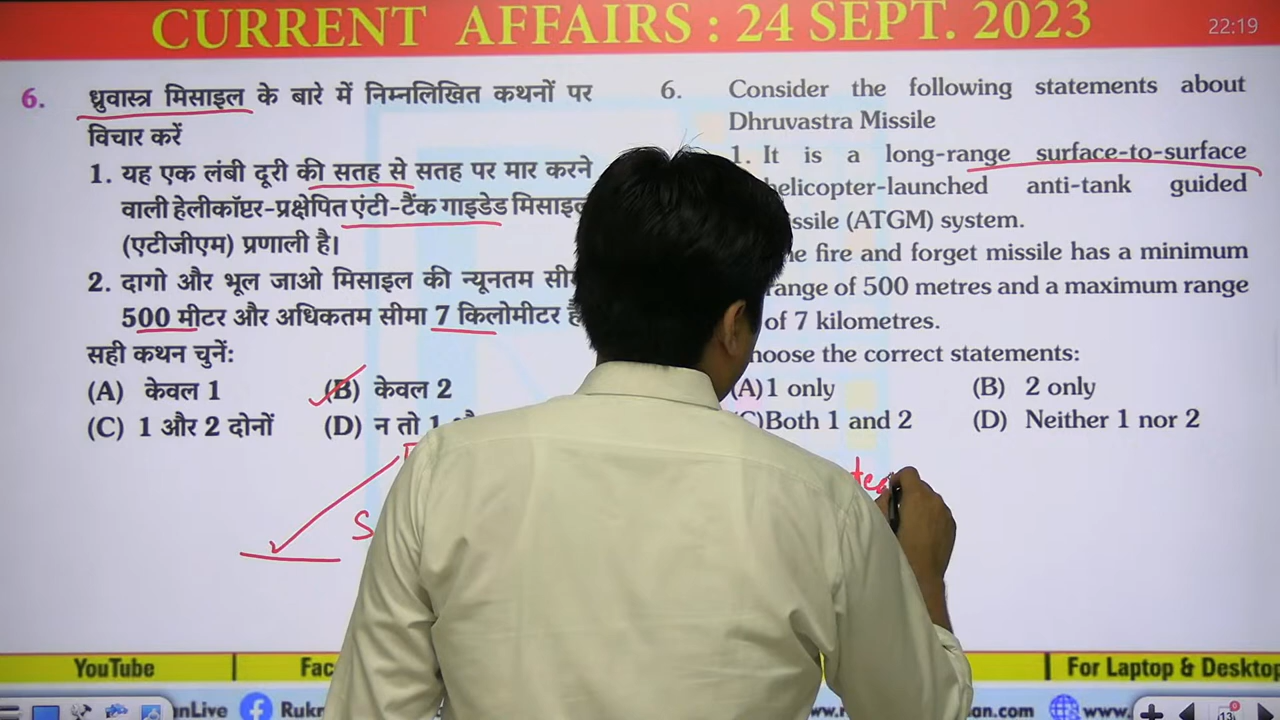 CURRENT AFFAIRS : 24 SEPT. 2023
22:19
6. ध्रुवास्त्र मिसाइल के बारे में निम्नलिखित कथनों पर
विचार करें
1. यह एक लंबी दूरी की सतह से सतह पर मार करने
वाली हेलीकॉप्टर-प्रक्षेपित एंटी-टैंक गाइडेड
(एटीजीएम) प्रणाली है।
2. दागो और भूल जाओ मिसाइल की न्यूनतम
500 मीटर और अधिकतम सीमा 7 किलोमीटर
सही कथन चुनें:
(A) केवल 1
(B) केवल 2
(C) 1 और 2 दोनों
(D) न तो 1
6. Consider the following statements about
Dhruvastra Missile
1. It is a long-range surface-to-surface
helicopter-launched anti-tank guided
(ATGM) system.
fire and forget missile has a minimum
range of 500 metres and a maximum range
of 7 kilometres.
the correct statements:
(A) 1 only
(B) 2 only
Both 1 and 2
(D) Neither 1 nor 2
S
YouTube
For Laptop &